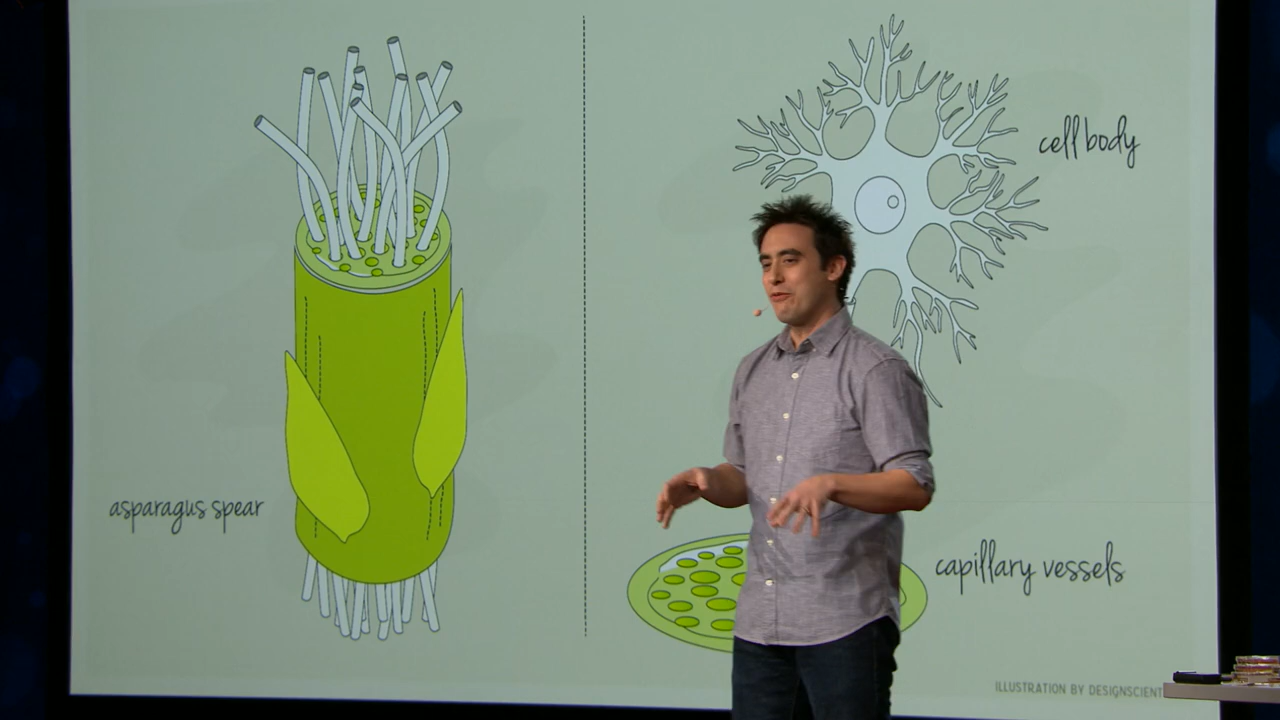 cell body
asparagus spear
capillary vessels
ILLUSTRATION BY DESIGNSCIENT